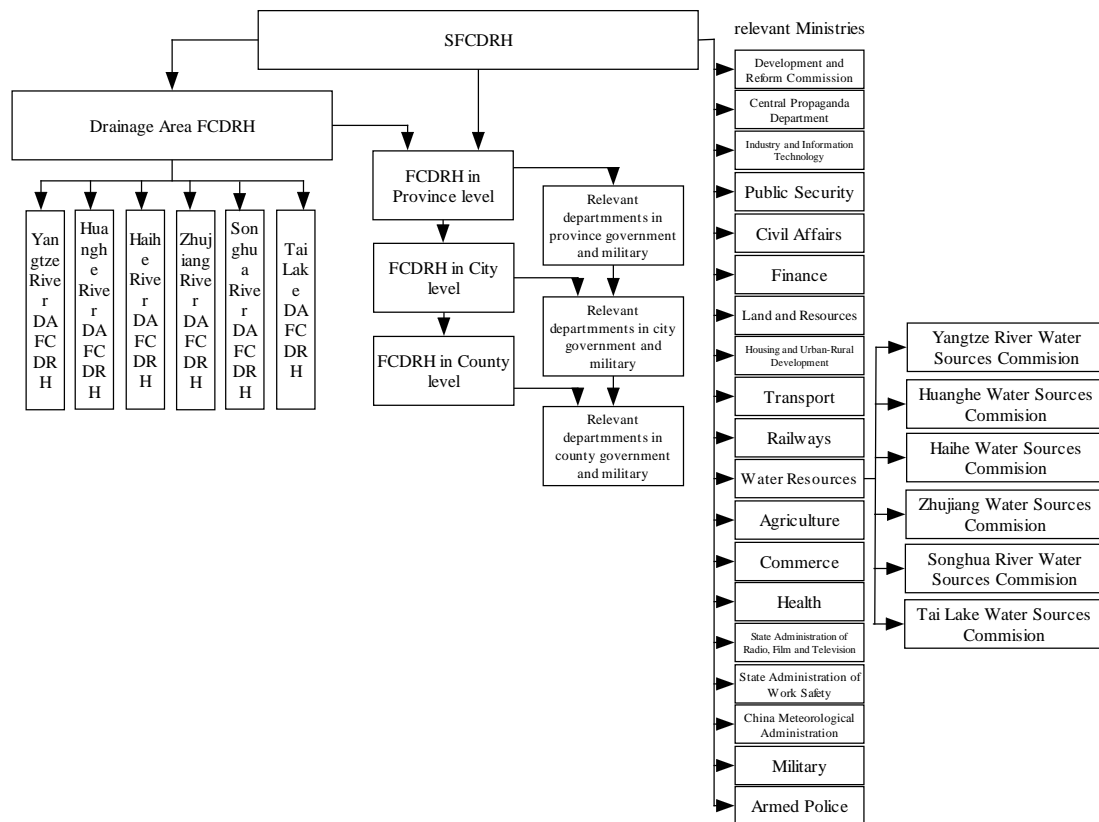 SFCDRH
relevant Ministries
Drainage Area FCDRH
Yan
gtze
Rive
r
DA
FC
DR
H
Hua
ngh
e
Rive
r
DA
FC
DR
H
Haih
e
Rive
r
DA
FC
DR
H
Zhuj
iang
Rive
r
DA
FC
DR
H
Son
ghu
a
Rive
r
DA
FC
DR
H
Tai
Lak
e
DA
FC
DR
H
FCDRH in
Province level
FCDRH in City
level
FCDRH in County
level
Relevant
departmments in
province government
and military
Relevant
departmments in city
government and
military
Relevant
departmments in
county government
and military
Development and
Reform Commission
Central Propaganda
Department
Industry and Information
Technology
Public Security
Civil Affairs
Finance
Land and Resources
Housing and Urban-Rural
Development
Transport
Railways
Water Resources
Agriculture
Commerce
Health
State Administration of
Radio, Film and Television
State Administration of
Work Safety
China Meteorological
Administration
Military
Armed Police
Yangtze River Water
Sources Commision
Huanghe Water Sources
Commision
Haihe Water Sources
Commision
Zhujiang Water Sources
Commision
Songhua River Water
Sources Commision
Tai Lake Water Sources
Commision